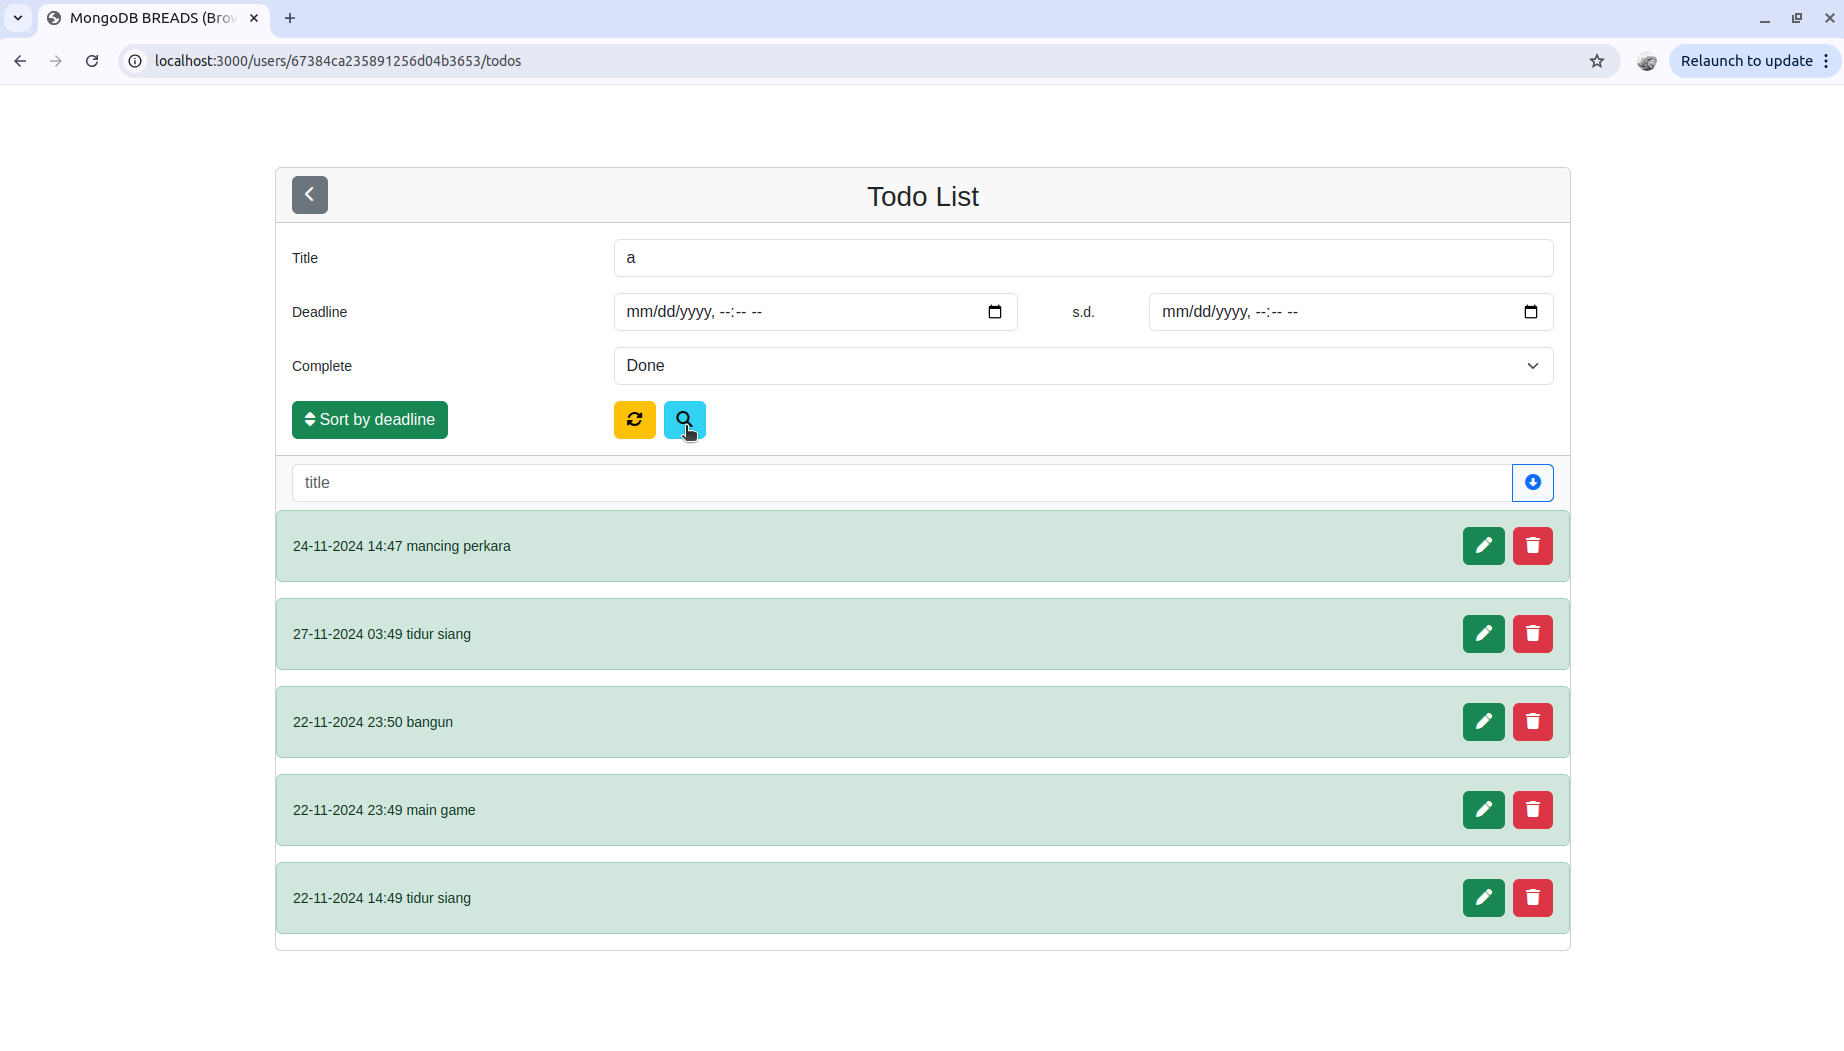 MongoDB BREADS (Brow
localhost:3000/users/67384ca235891256d04b3653/todos
Relaunch to update
Todo List
Title
a
Deadline
mm/dd/yyyy, --:-- --
s.d.
mm/dd/yyyy, --:-- --
Complete
Done
Sort by deadline
title
24-11-2024 14:47 mancing perkara
27-11-2024 03:49 tidur siang
22-11-2024 23:50 bangun
22-11-2024 23:49 main game
22-11-2024 14:49 tidur siang